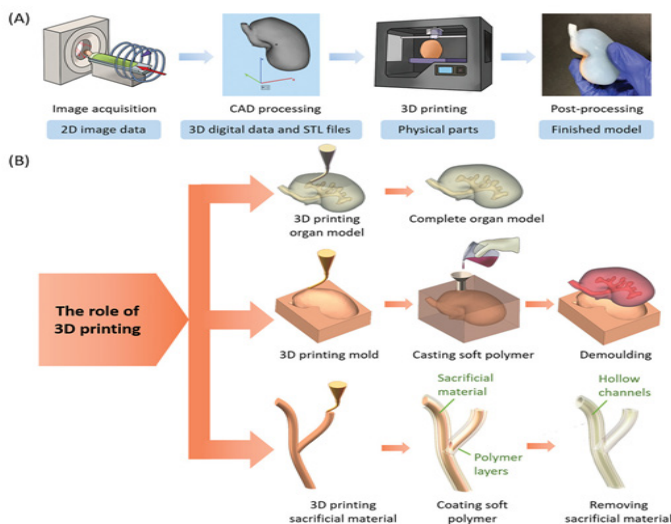 (A)
Image acquisition
CAD processing
3D printing
Post-processing
2D image data
3D digital data and STL files
Physical parts
Finished model
(B)
The role of
3D printing
3D printing
organ model
Complete organ model
3D printing mold
Casting soft polymer
Demoulding
Sacrificial
material
Polymer
layers
Hollow
channels
3D printing
sacrificial material
Coating soft
polymer
Removing
sacrificial material